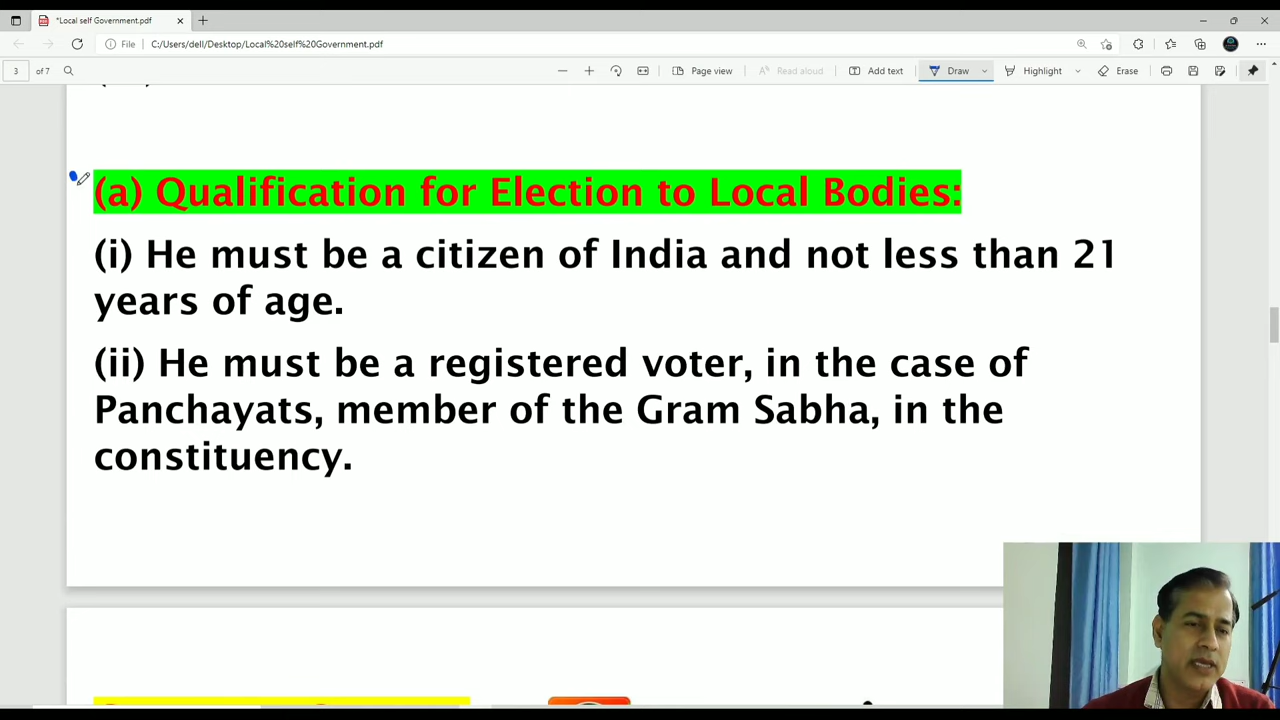 *Local self Government.pdf
File
C:/Users/dell/Desktop/Local%20self%20Government.pdf
3 of 7
Page view
Read aloud
Add text
Draw
Highlight
Erase
(a) Qualification for Election to Local Bodies:
(i) He must be a citizen of India and not less than 21
years of age.
(ii) He must be a registered voter, in the case of
Panchayats, member of the Gram Sabha, in the
constituency.